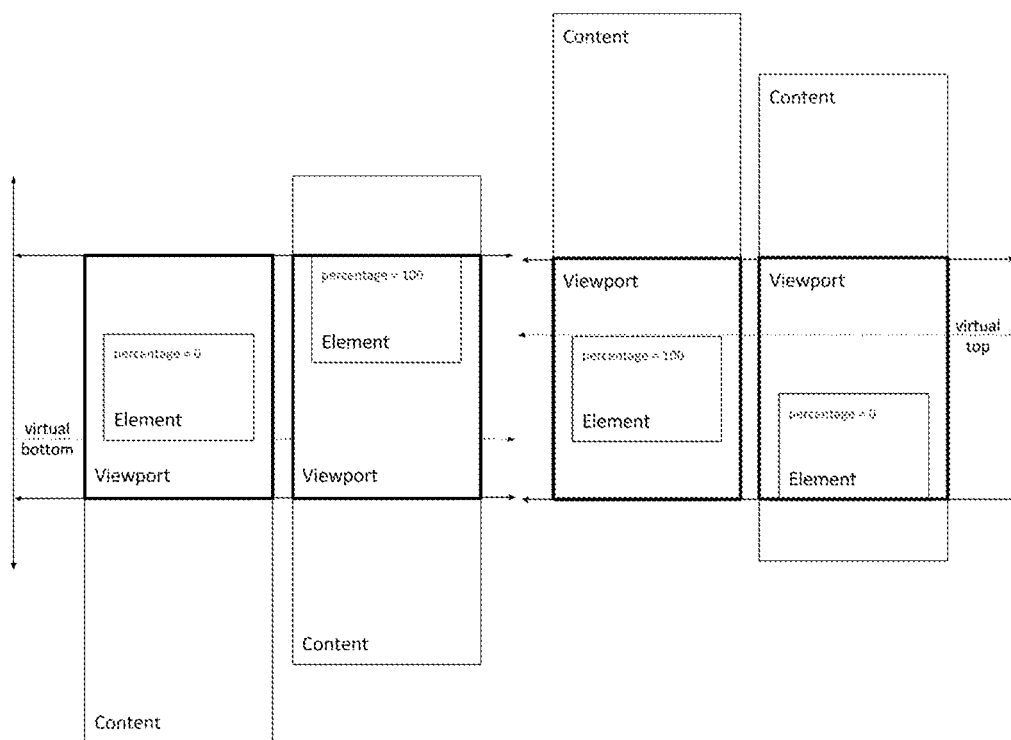 percentage = 0
Element
virtual
bottom
Viewport
Content
percentage = 100
Element
Viewport
Content
Content
Viewport
percentage = 100
Element
Content
Viewport
percentage = 0
Element
virtual
top